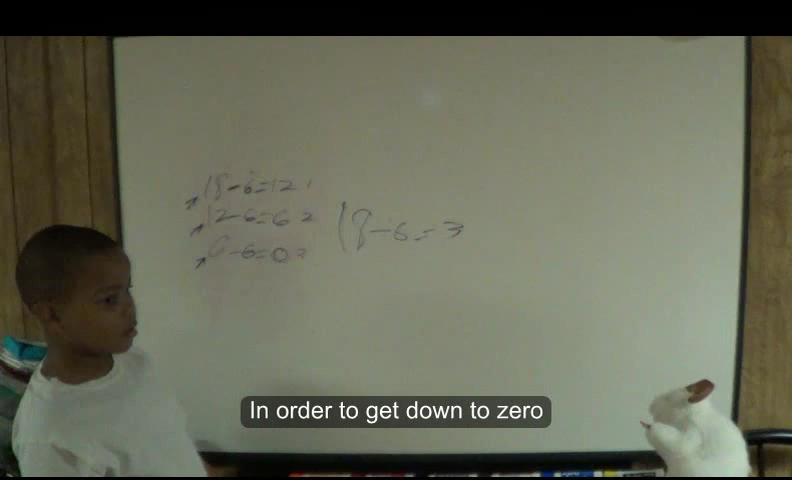 18-6=12 1
12-6=6 2
6-6=0 3
18-6=3
In order to get down to zero